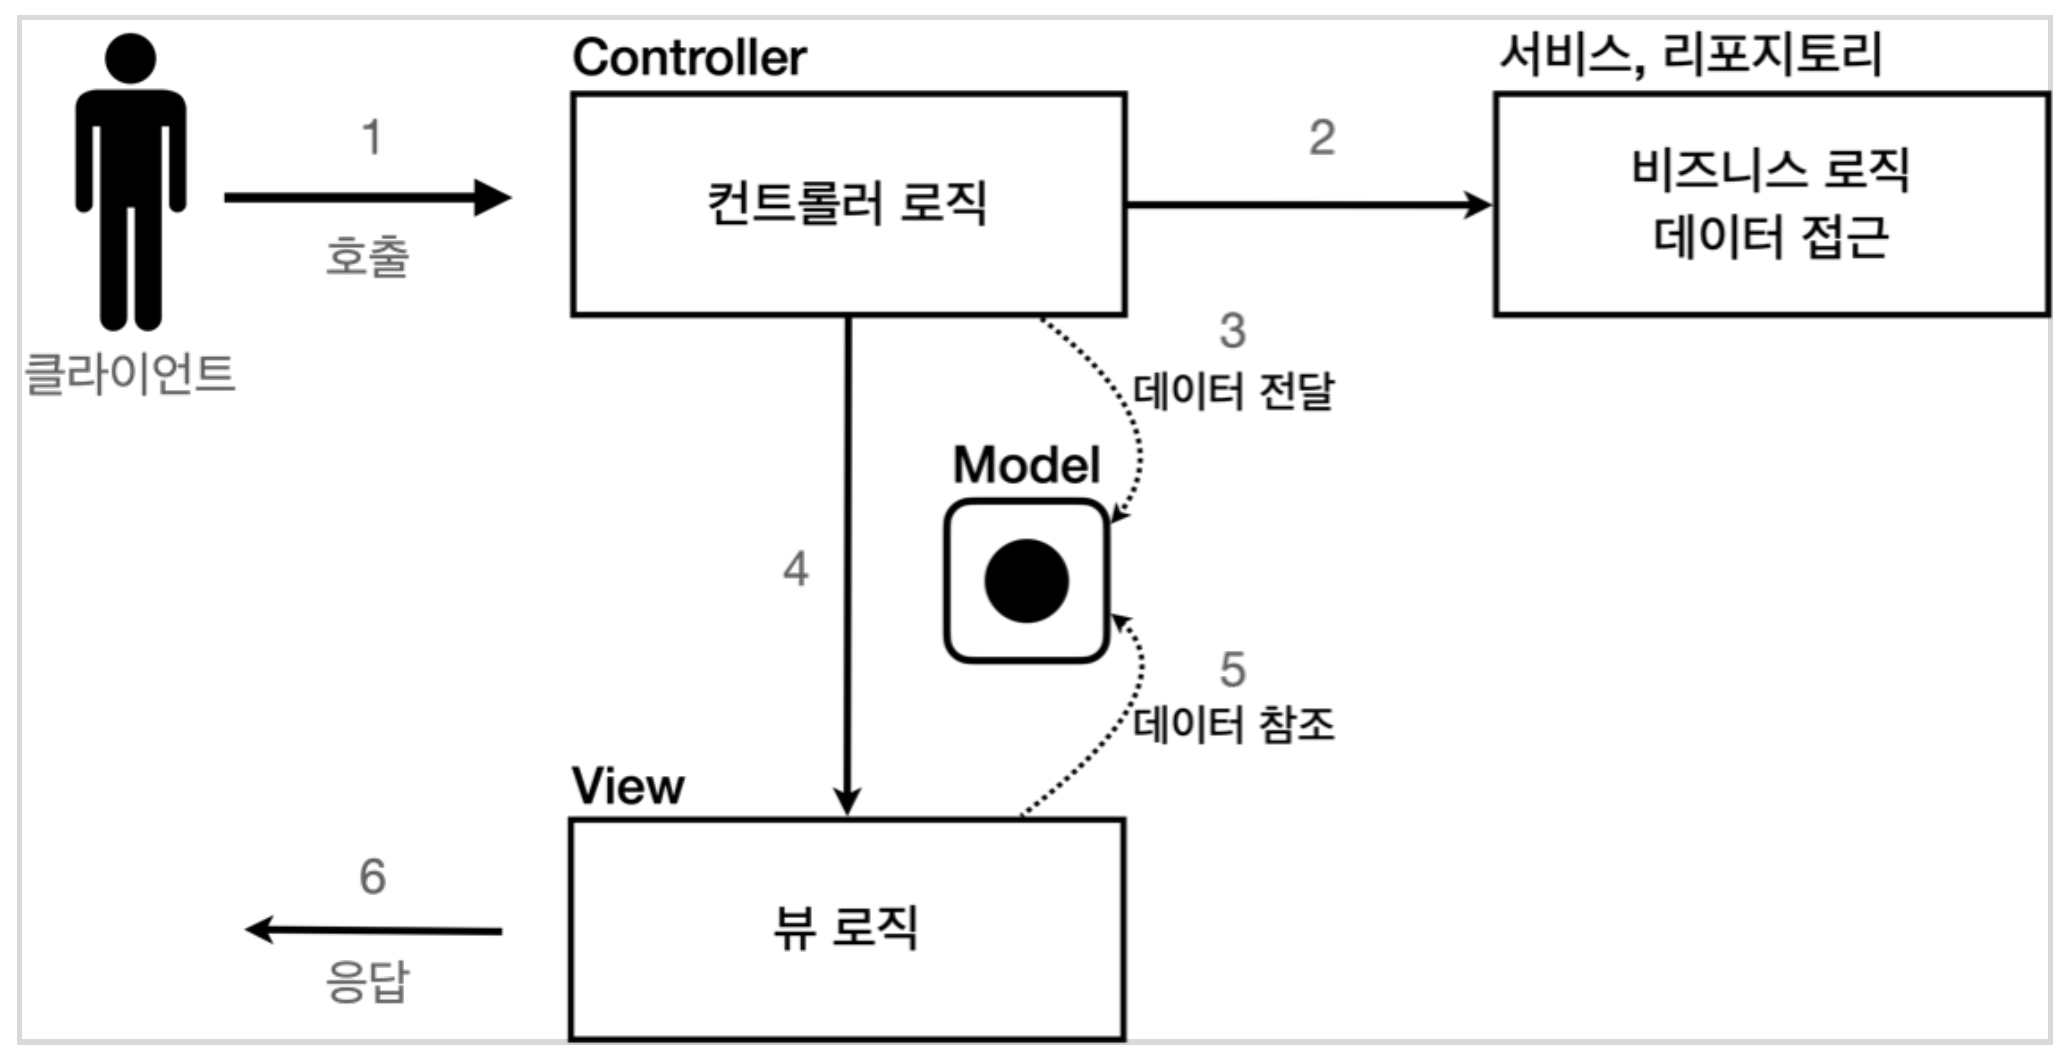 Controller
서비스, 리포지토리
1
호출
클라이언트
컨트롤러 로직
2
비즈니스 로직
데이터 접근
3
데이터 전달
Model
4
5
데이터 참조
View
뷰 로직
6
응답